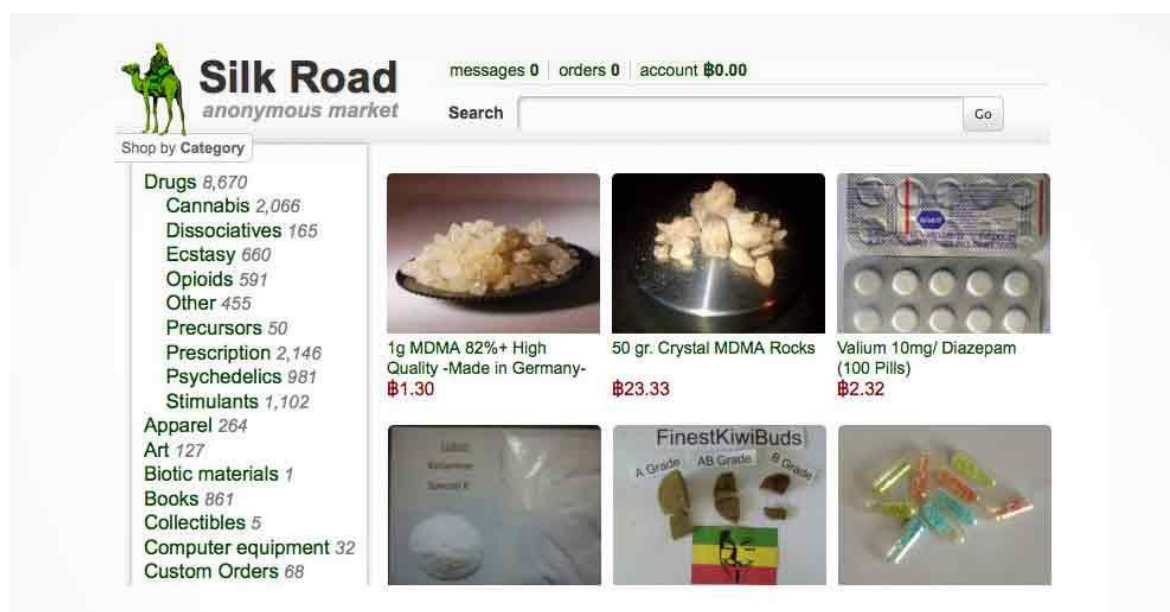 Silk Road
anonymous market
messages 0 orders 0 account ฿0.00
Search Go
Shop by Category
Drugs 8,670
Cannabis 2,066
Dissociatives 165
Ecstasy 660
Opioids 591
Other 455
Precursors 50
Prescription 2,146
Psychedelics 981
Stimulants 1,102
Apparel 264
Art 127
Biotic materials 1
Books 861
Collectibles 5
Computer equipment 32
Custom Orders 68
1g MDMA 82%+ High
Quality -Made in Germany-
฿1.30
50 gr. Crystal MDMA Rocks
฿23.33
Valium 10mg/ Diazepam
(100 Pills)
฿2.32
Ketamine
Special K
FinestKiwiBuds
A Grade AB Grade B Grade